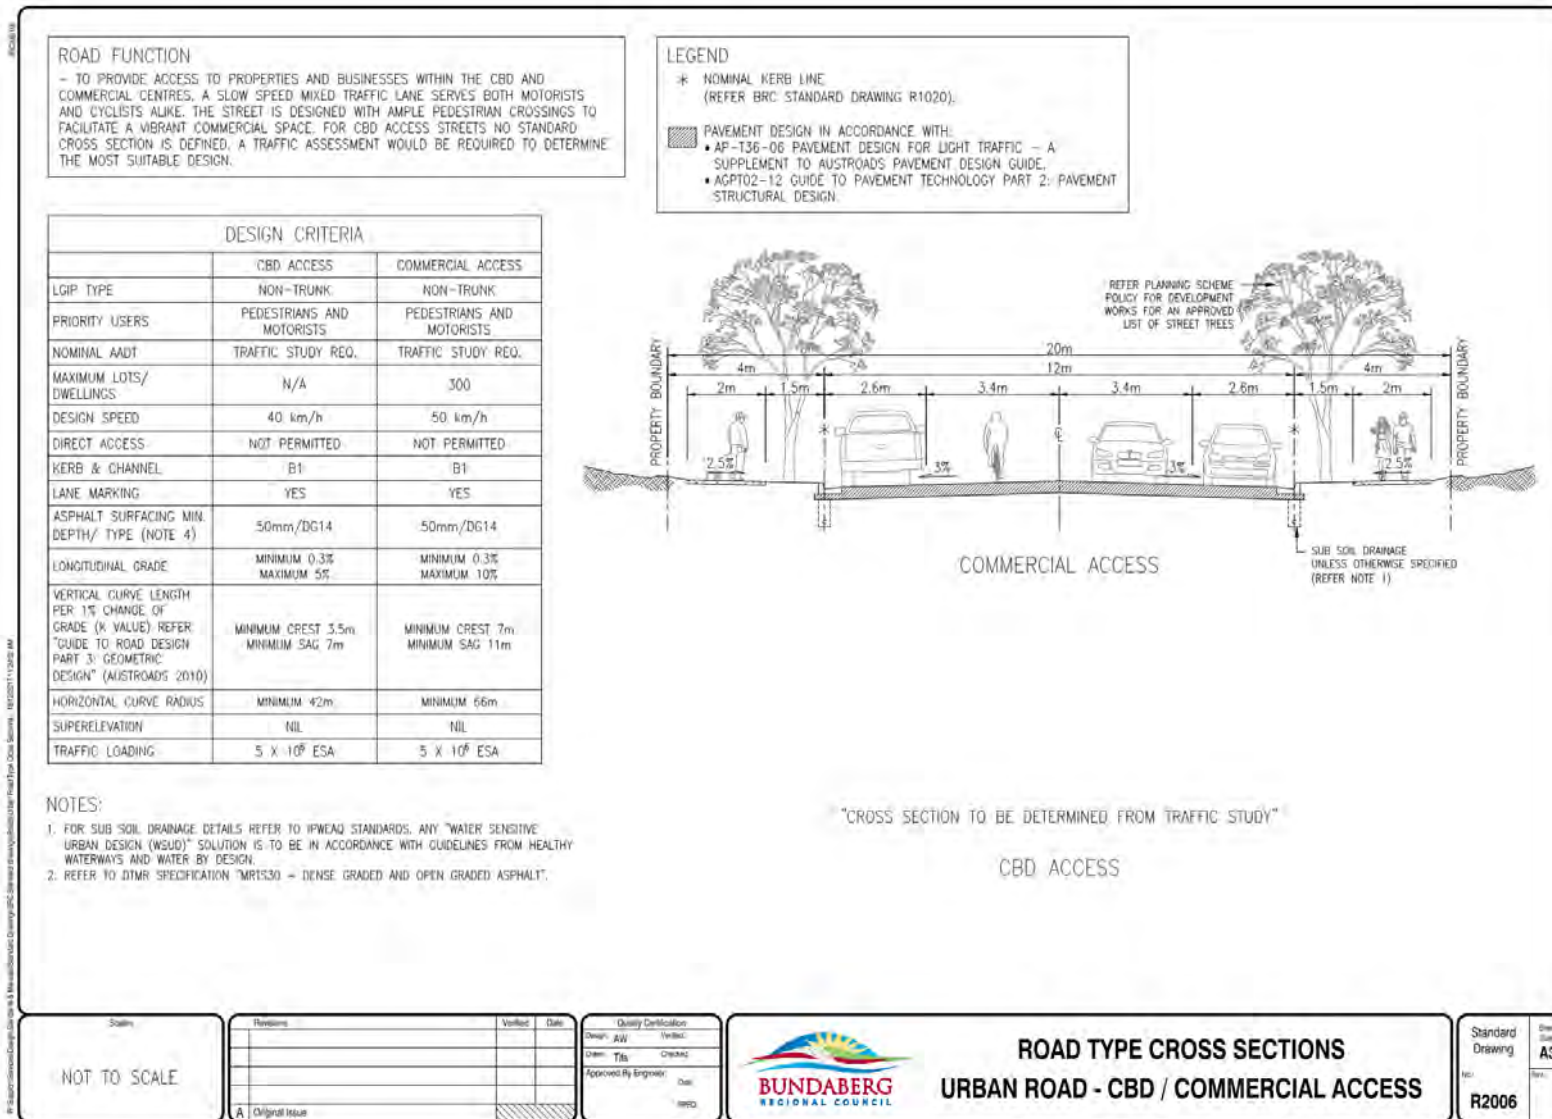 ROAD FUNCTION
- TO PROVIDE ACCESS TO PROPERTIES AND BUSINESSES WITHIN THE CBD AND
COMMERCIAL CENTRES. A SLOW SPEED MIXED TRAFFIC LANE SERVES BOTH MOTORISTS
AND CYCLISTS ALIKE. THE STREET IS DESIGNED WITH AMPLE PEDESTRIAN CROSSINGS TO
FACILITATE A VIBRANT COMMERCIAL SPACE. FOR CBD ACCESS STREETS NO STANDARD
CROSS SECTION IS DEFINED. A TRAFFIC ASSESSMENT WOULD BE REQUIRED TO DETERMINE
THE MOST SUITABLE DESIGN.
LEGEND
* NOMINAL KERB LINE
(REFER BRC STANDARD DRAWING R1020).
PAVEMENT DESIGN IN ACCORDANCE WITH:
• AP-T36-06 PAVEMENT DESIGN FOR LIGHT TRAFFIC - A
SUPPLEMENT TO AUSTROADS PAVEMENT DESIGN GUIDE.
• AGPT02-12 GUIDE TO PAVEMENT TECHNOLOGY PART 2: PAVEMENT
STRUCTURAL DESIGN.
DESIGN CRITERIA
CBD ACCESS COMMERCIAL ACCESS
LGIP TYPE NON-TRUNK NON-TRUNK
PRIORITY USERS PEDESTRIANS AND MOTORISTS PEDESTRIANS AND MOTORISTS
NOMINAL AADT TRAFFIC STUDY REQ. TRAFFIC STUDY REQ.
MAXIMUM LOTS/ DWELLINGS N/A 300
DESIGN SPEED 40 km/h 50 km/h
DIRECT ACCESS NOT PERMITTED NOT PERMITTED
KERB & CHANNEL B1 B1
LANE MARKING YES YES
ASPHALT SURFACING MIN.
DEPTH/ TYPE (NOTE 4) 50mm/DG14 50mm/DG14
LONGITUDINAL GRADE MINIMUM 0.3% MAXIMUM 5% MINIMUM 0.3% MAXIMUM 10%
VERTICAL CURVE LENGTH
PER 1% CHANGE OF
GRADE (K VALUE) REFER
"GUIDE TO ROAD DESIGN
PART 3: GEOMETRIC
DESIGN" (AUSTROADS 2010)
MINIMUM CREST 3.5m MINIMUM CREST 7m
MINIMUM SAG 7m MINIMUM SAG 11m
HORIZONTAL CURVE RADIUS MINIMUM 42m MINIMUM 66m
SUPERELEVATION NIL NIL
TRAFFIC LOADING 5 X 10⁶ ESA 5 X 10⁶ ESA
REFER PLANNING SCHEME
POLICY FOR DEVELOPMENT
WORKS FOR AN APPROVED
LIST OF STREET TREES
PROPERTY BOUNDARY
PROPERTY BOUNDARY
20m
4m 12m 4m
2m 1.5m 2.6m 3.4m 3.4m 2.6m 1.5m 2m
2.5% 3% 3% 2.5%
SUB SOIL DRAINAGE
UNLESS OTHERWISE SPECIFIED
(REFER NOTE 1)
COMMERCIAL ACCESS
"CROSS SECTION TO BE DETERMINED FROM TRAFFIC STUDY"
CBD ACCESS
NOTES:
1. FOR SUB SOIL DRAINAGE DETAILS REFER TO IPWEAQ STANDARDS. ANY "WATER SENSITIVE
URBAN DESIGN (WSUD)" SOLUTION IS TO BE IN ACCORDANCE WITH GUIDELINES FROM HEALTHY
WATERWAYS AND WATER BY DESIGN.
2. REFER TO DTMR SPECIFICATION "MRTS30 - DENSE GRADED AND OPEN GRADED ASPHALT".
Scales
NOT TO SCALE
Revisions Verified Date
A Original Issue
Quality Certification
Design: AW Verified:
Drawn: Tils Checked:
Approved By Engineer:
Date:
RPEQ:
BUNDABERG
REGIONAL COUNCIL
ROAD TYPE CROSS SECTIONS
URBAN ROAD - CBD / COMMERCIAL ACCESS
Standard
Drawing
No.:
R2006
Rev.: